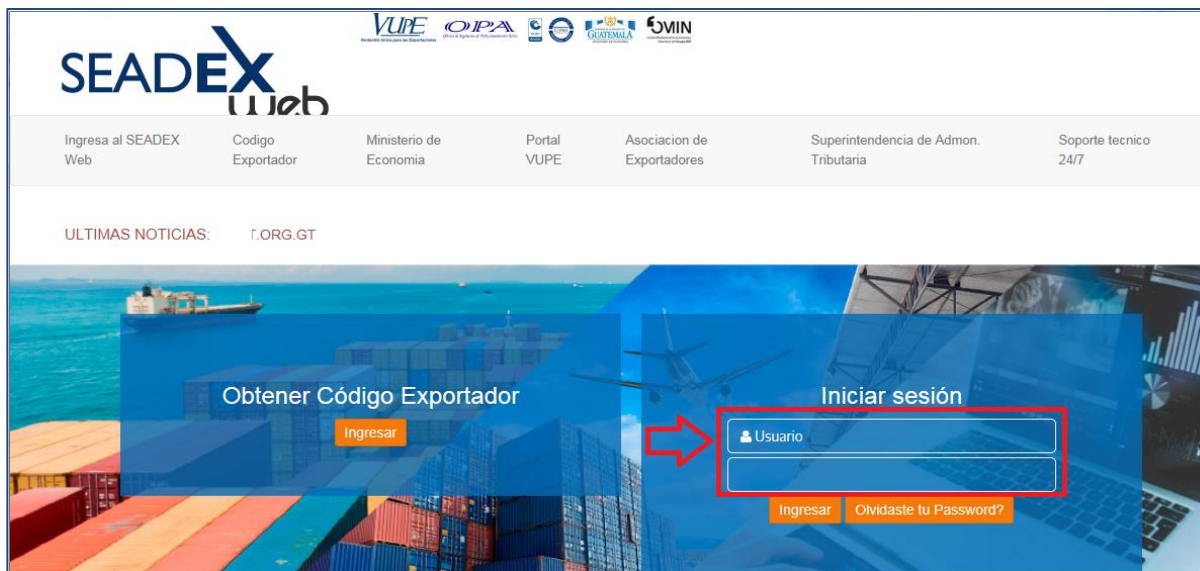 VUPE
OPA
GUATEMALA
SEADEX
web
Ingresa al SEADEX
Web
Codigo
Exportador
Ministerio de
Economia
Portal
VUPE
Asociacion de
Exportadores
Superintendencia de Admon.
Tributaria
Soporte tecnico
24/7
ULTIMAS NOTICIAS:
T.ORG.GT
Obtener Código Exportador
Ingresar
Iniciar sesión
Usuario
Ingresar
Olvidaste tu Password?